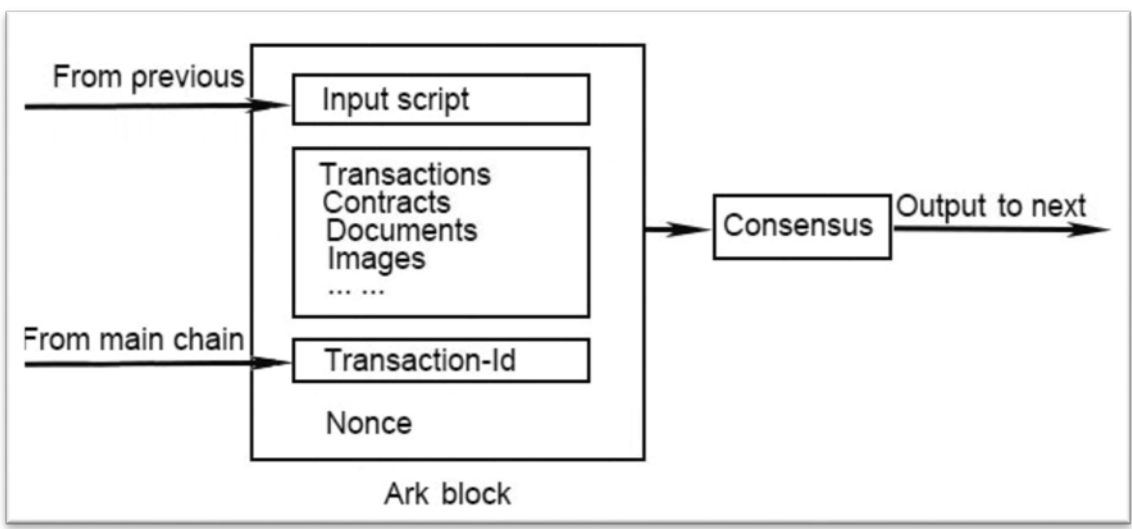 From previous
Input script
Transactions
Contracts
Documents
Images
... ...
Consensus
Output to next
From main chain
Transaction-Id
Nonce
Ark block